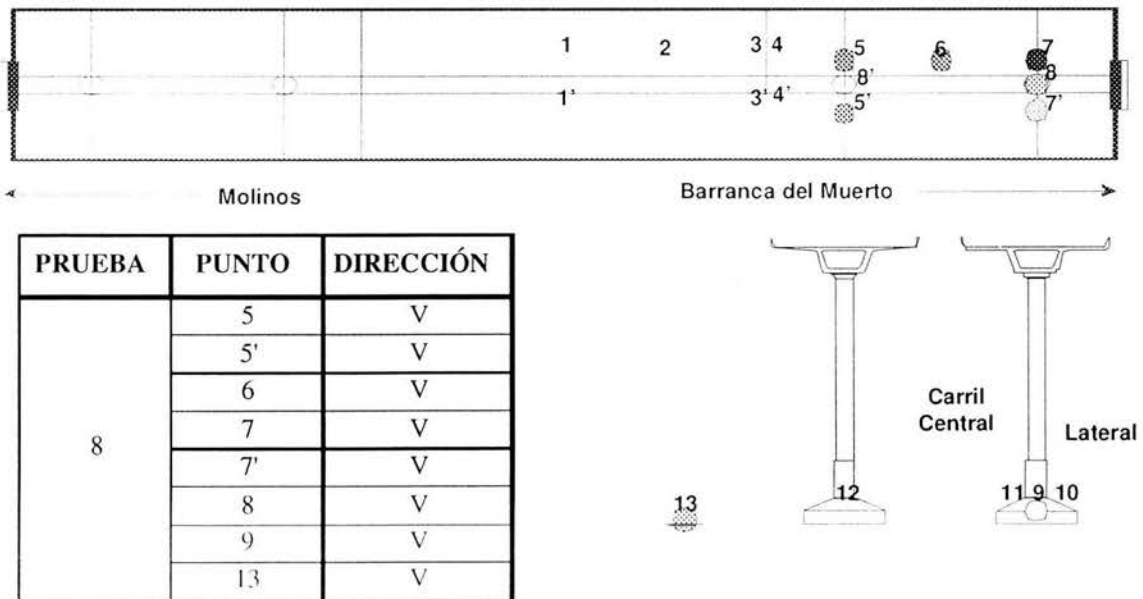 1 2 3 4 5 6 7
8' 8
1' 3' 4' 5' 7'
Molinos Barranca del Muerto
PRUEBA PUNTO DIRECCIÓN
8
5 V
5' V
6 V
7 V
7' V
8 V
9 V
13 V
Carril
Central
Lateral
13 12 11 9 10